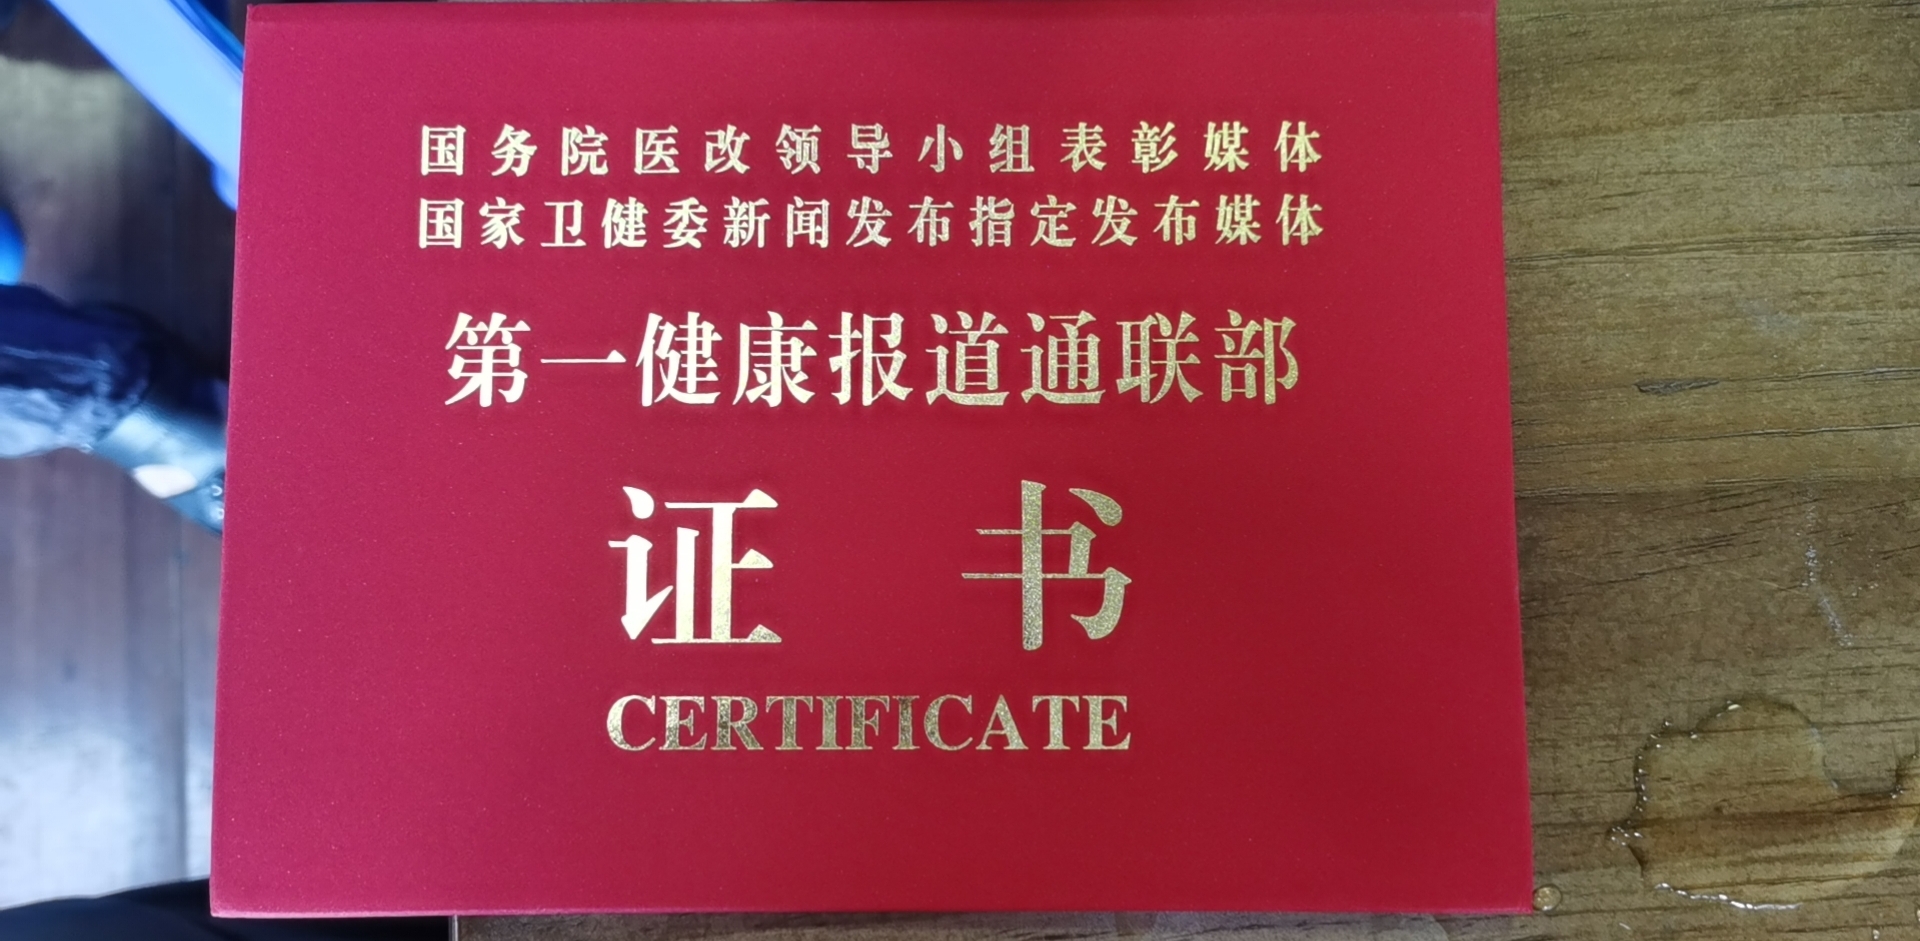 国务院医改领导小组表彰媒体
国家卫健委新闻发布指定发布媒体
第一健康报道通联部
证书
CERTIFICATE